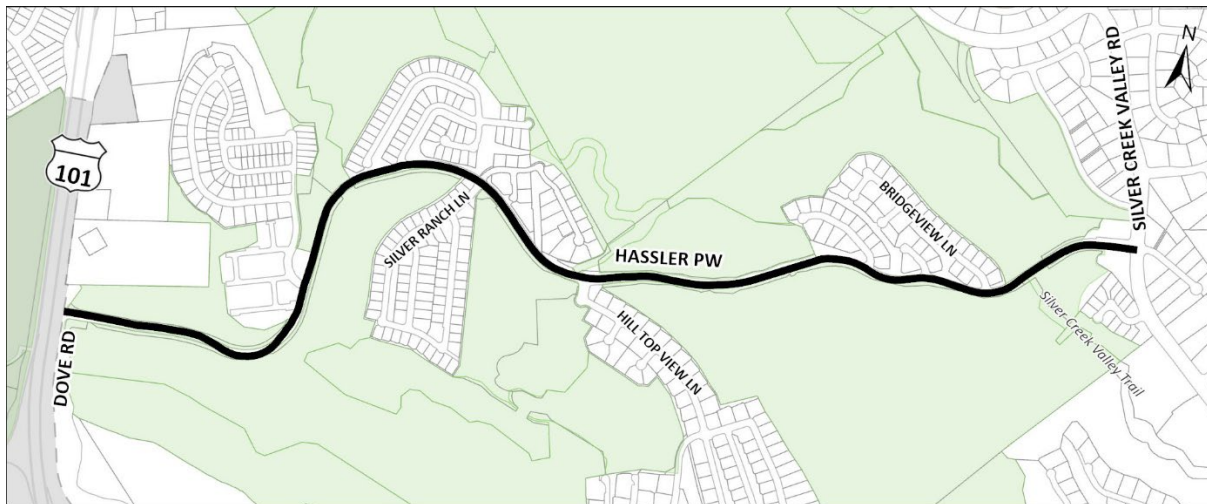 N
SILVER CREEK VALLEY RD
101
SILVER RANCH LN
BRIDGEVIEW LN
HASSLER PW
DOVE RD
HILL TOP VIEW LN
Silver Creek Valley Trail